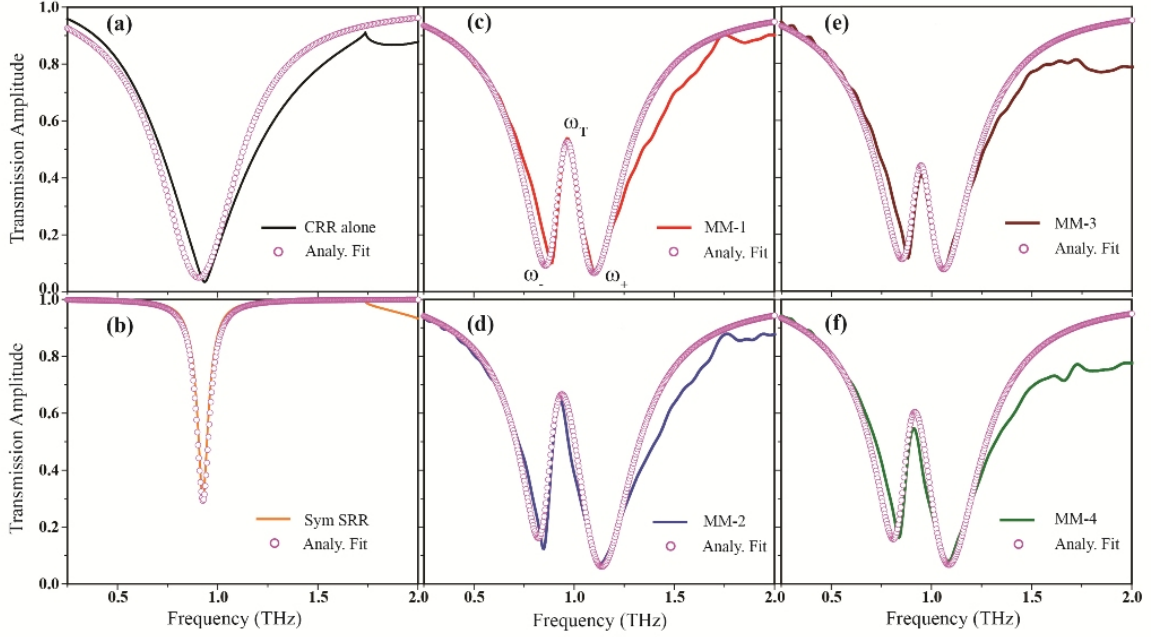 (a)
1.0
0.8
0.6
0.4
0.2
0.0
Transmission Amplitude
CRR alone
Analy. Fit
(c)
ω_T
ω_-
ω_+
MM-1
Analy. Fit
(e)
MM-3
Analy. Fit
(b)
1.0
0.8
0.6
0.4
0.2
0.0
Transmission Amplitude
Sym SRR
Analy. Fit
0.5 1.0 1.5 2.0
Frequency (THz)
(d)
MM-2
Analy. Fit
0.5 1.0 1.5 2.0
Frequency (THz)
(f)
MM-4
Analy. Fit
0.5 1.0 1.5 2.0
Frequency (THz)